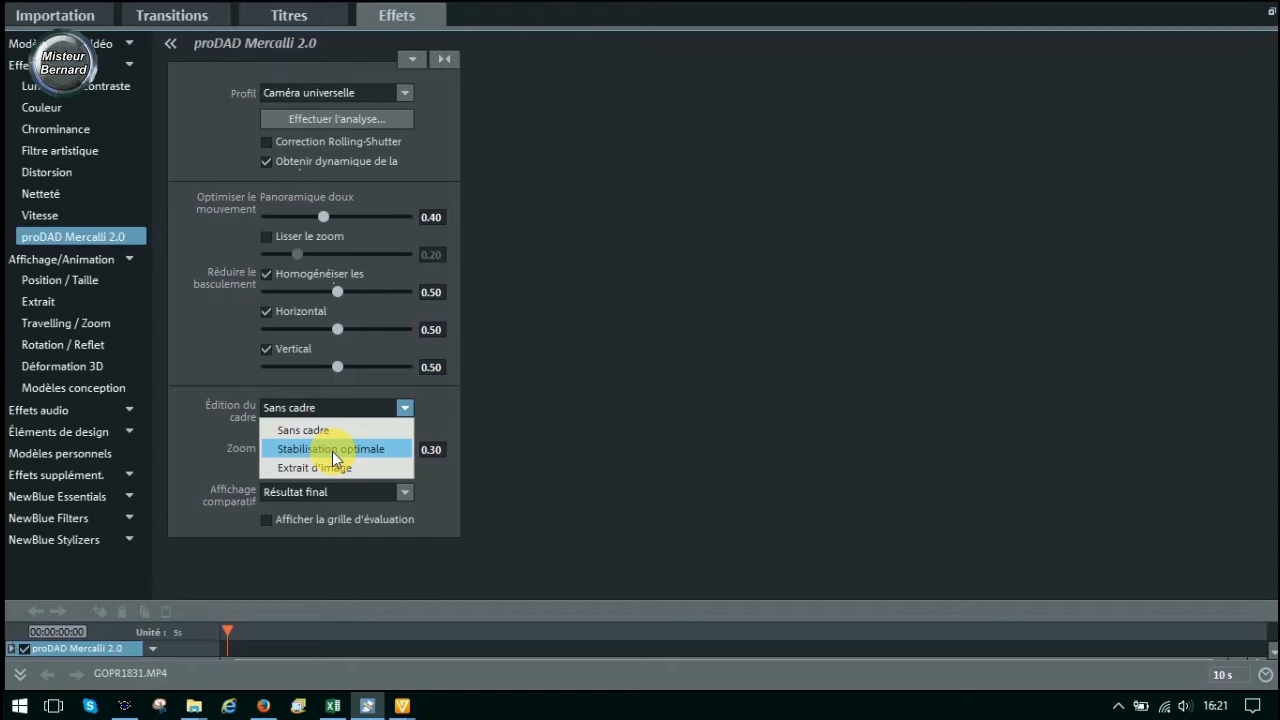 Importation
Transitions
Titres
Effets
Misteur
Bernard
proDAD Mercalli 2.0
Couleur
Chrominance
Filtre artistique
Distorsion
Netteté
Vitesse
proDAD Mercalli 2.0
Affichage/Animation
Position / Taille
Extrait
Travelling / Zoom
Rotation / Reflet
Déformation 3D
Modèles conception
Effets audio
Éléments de design
Modèles personnels
Effets supplément.
NewBlue Essentials
NewBlue Filters
NewBlue Stylizers
Profil
Caméra universelle
Effectuer l'analyse...
Correction Rolling-Shutter
Obtenir dynamique de la
Optimiser le
mouvement
Panoramique doux
0.40
Lisser le zoom
0.20
Réduire le
basculement
Homogénéiser les
0.50
Horizontal
0.50
Vertical
0.50
Édition du
cadre
Sans cadre
Sans cadre
Stabilisation optimale
Extrait d'image
Zoom
0.30
Affichage
comparatif
Résultat final
Afficher la grille d'évaluation
00:00:00:00
Unité : 5s
proDAD Mercalli 2.0
GOPR1831.MP4
10 s
16:21